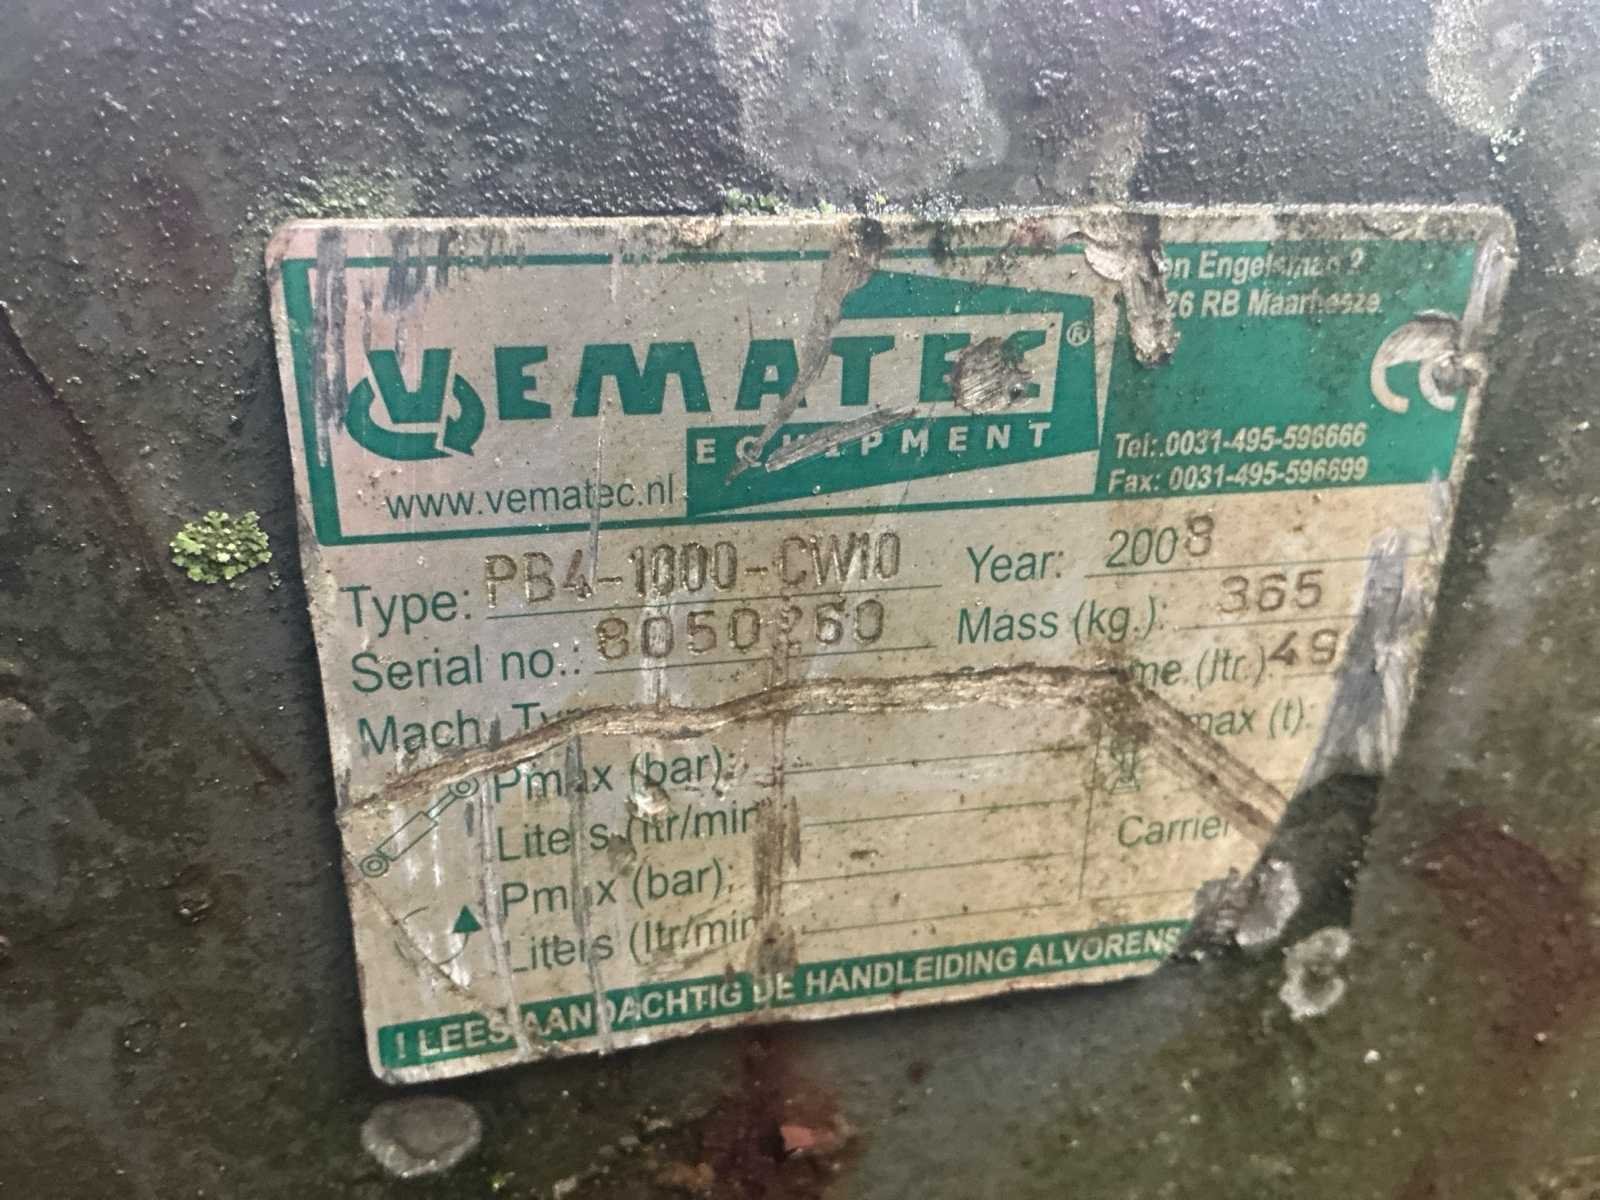 VEMATEC®
EQUIPMENT
www.vematec.nl
en Engelsman 2
26 RB Maarheeze
Tel: 0031-495-596666
Fax: 0031-495-596699
CE
Type: PB4-1000-CW10
Year: 2008
Serial no.: 8050260
Mass (kg.): 365
me (ltr.) 49
Mach. Ty
max (t):
Pmax (bar):
Liters (ltr/min
Carrier
Pmax (bar):
Liters (ltr/min
! LEES AANDACHTIG DE HANDLEIDING ALVORENS